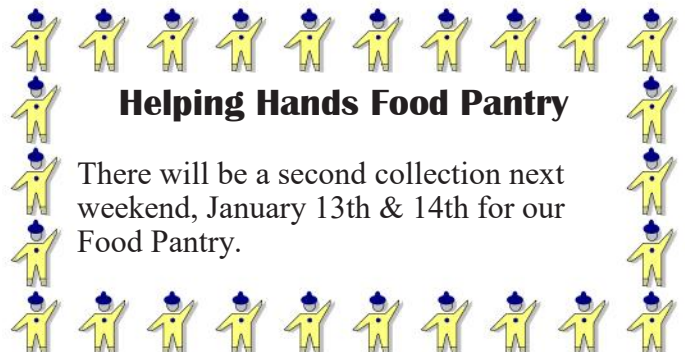 Helping Hands Food Pantry
There will be a second collection next
weekend, January 13th & 14th for our
Food Pantry.